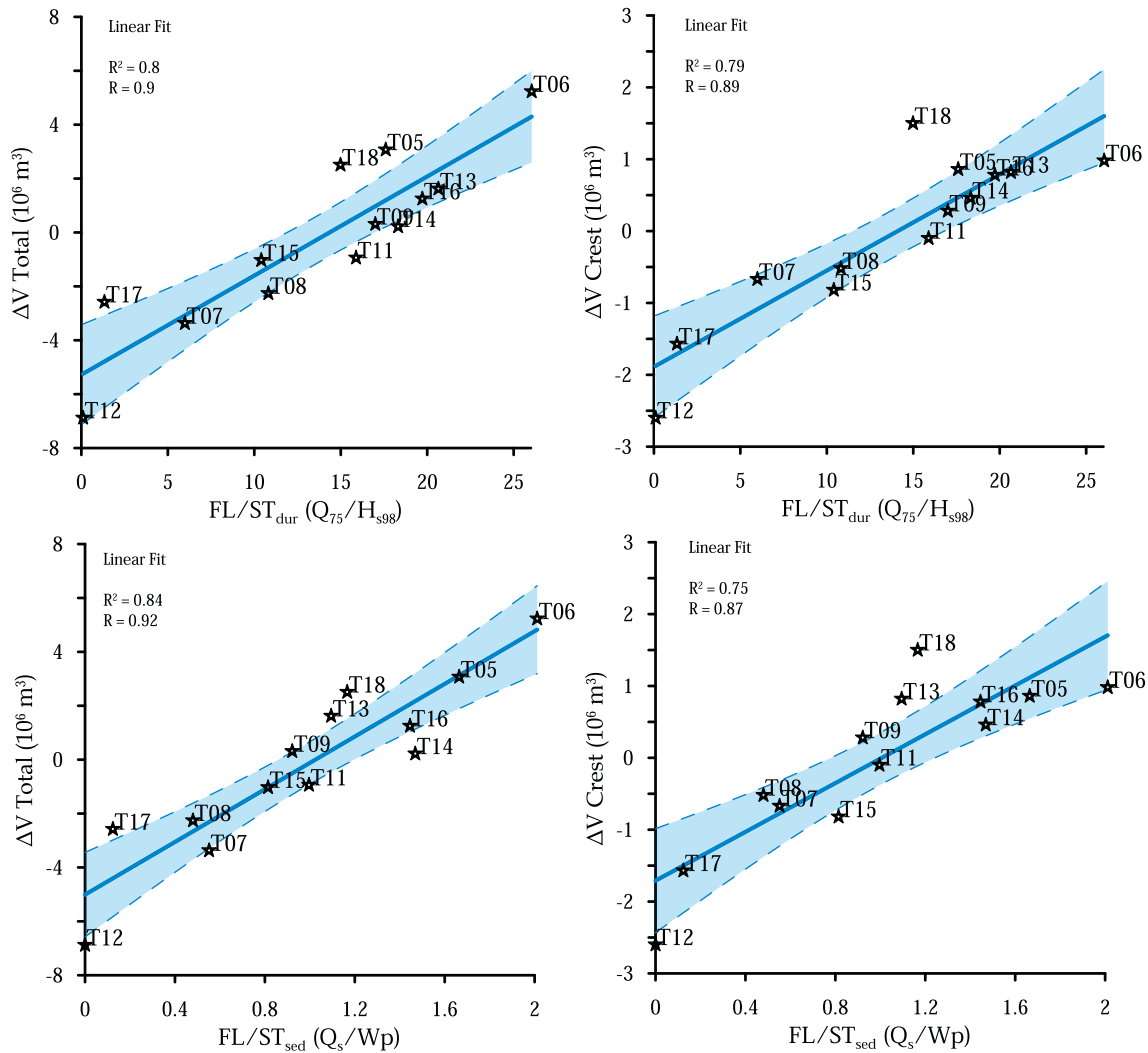 Linear Fit
R² = 0.8
R = 0.9
8
4
0
-4
-8
ΔV Total (10⁶ m³)
T06
T05
T18
T13
T16
T09
T14
T11
T15
T08
T17
T07
T12
0 5 10 15 20 25
FL/ST_dur (Q₇₅/H_s98)
Linear Fit
R² = 0.79
R = 0.89
3
2
1
0
-1
-2
-3
ΔV Crest (10⁶ m³)
T18
T06
T05
T16
T13
T14
T09
T11
T07
T08
T15
T17
T12
0 5 10 15 20 25
FL/ST_dur (Q₇₅/H_s98)
Linear Fit
R² = 0.84
R = 0.92
8
4
0
-4
-8
ΔV Total (10⁶ m³)
T06
T05
T18
T13
T16
T09
T14
T15
T11
T17
T08
T07
T12
0 0.4 0.8 1.2 1.6 2
FL/ST_sed (Q_s/Wp)
Linear Fit
R² = 0.75
R = 0.87
3
2
1
0
-1
-2
-3
ΔV Crest (10⁶ m³)
T18
T06
T13
T16
T05
T14
T09
T11
T08
T07
T15
T17
T12
0 0.4 0.8 1.2 1.6 2
FL/ST_sed (Q_s/Wp)